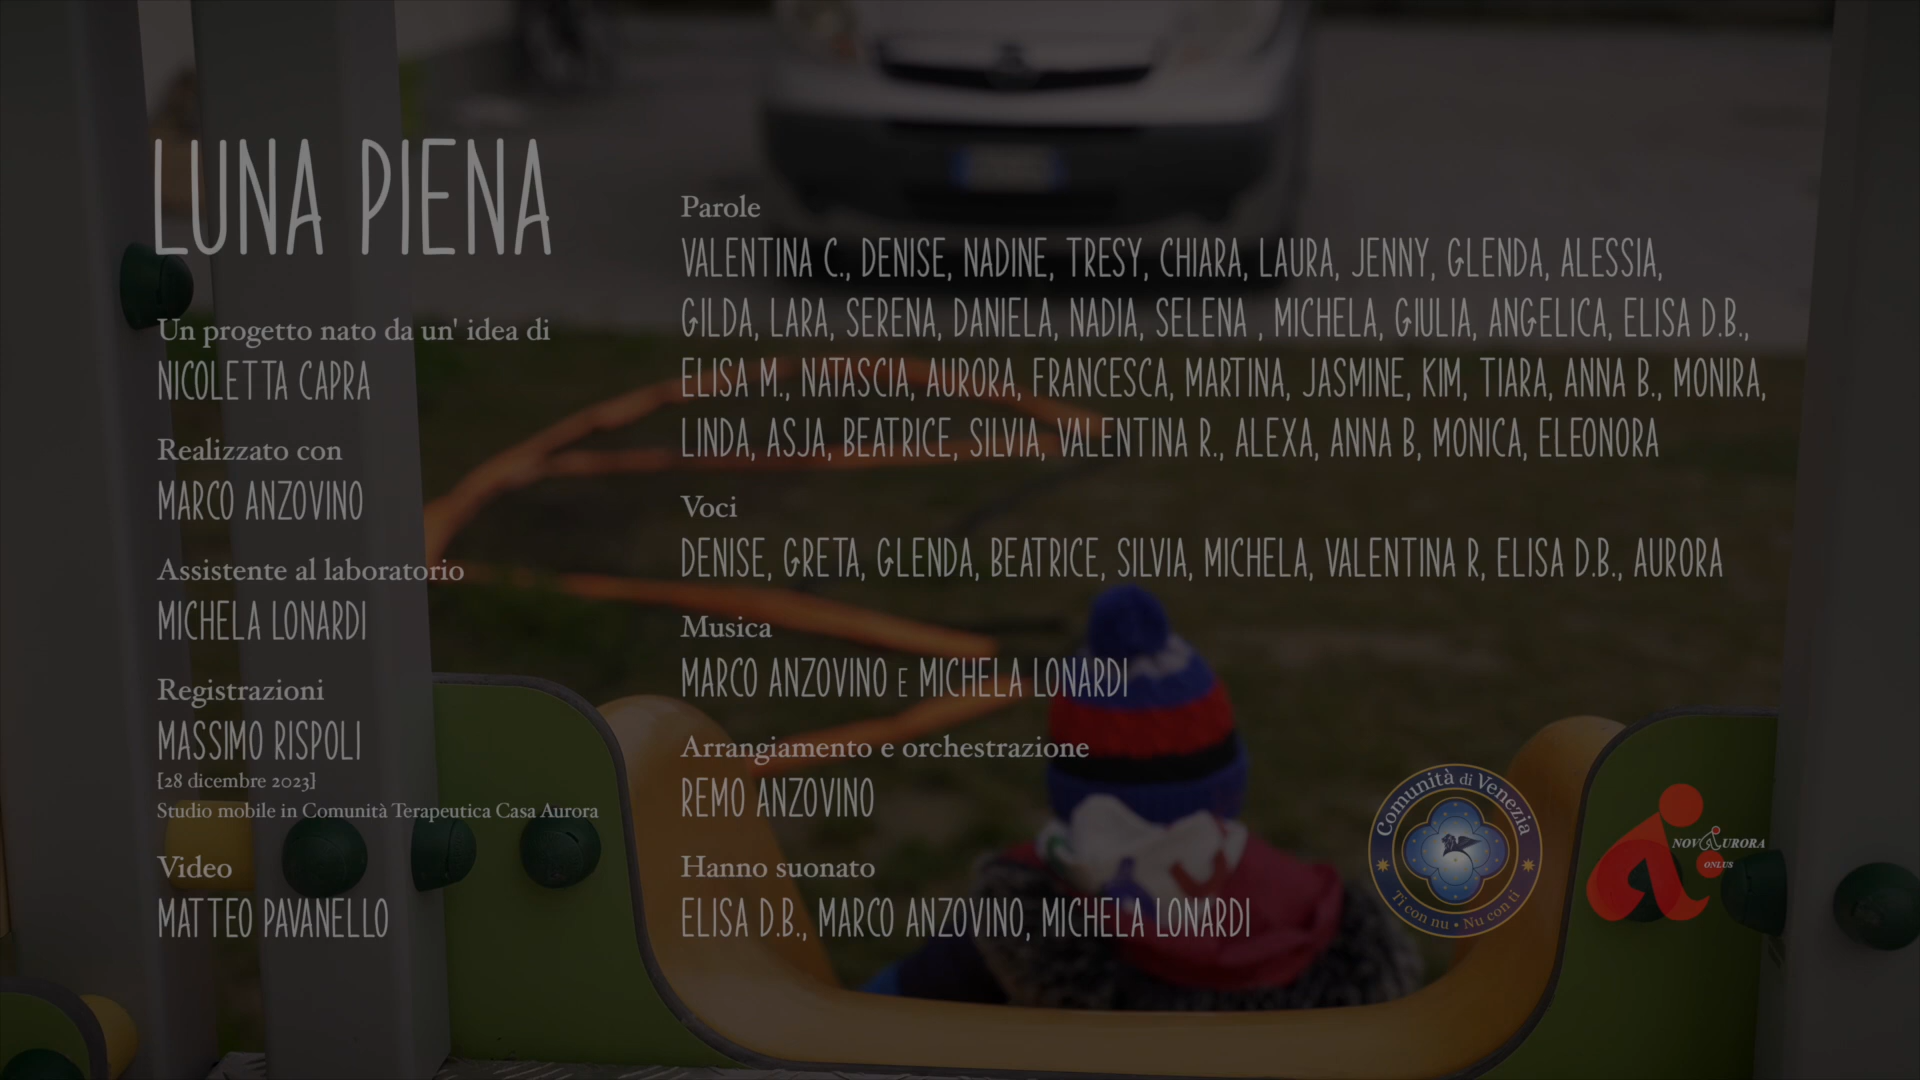 LUNA PIENA
Un progetto nato da un' idea di
NICOLETTA CAPRA
Realizzato con
MARCO ANZOVINO
Assistente al laboratorio
MICHELA LONARDI
Registrazioni
MASSIMO RISPOLI
[28 dicembre 2023]
Studio mobile in Comunità Terapeutica Casa Aurora
Video
MATTEO PAVANELLO
Parole
VALENTINA C., DENISE, NADINE, TRESY, CHIARA, LAURA, JENNY, GLENDA, ALESSIA,
GILDA, LARA, SERENA, DANIELA, NADIA, SELENA , MICHELA, GIULIA, ANGELICA, ELISA D.B.,
ELISA M., NATASCIA, AURORA, FRANCESCA, MARTINA, JASMINE, KIM, TIARA, ANNA B., MONIRA,
LINDA, ASJA, BEATRICE, SILVIA, VALENTINA R., ALEXA, ANNA B, MONICA, ELEONORA
Voci
DENISE, GRETA, GLENDA, BEATRICE, SILVIA, MICHELA, VALENTINA R, ELISA D.B., AURORA
Musica
MARCO ANZOVINO E MICHELA LONARDI
Arrangiamento e orchestrazione
REMO ANZOVINO
Hanno suonato
ELISA D.B., MARCO ANZOVINO, MICHELA LONARDI
Comunità di Venezia
Ti con nu • Nu con ti
NOVAURORA
ONLUS